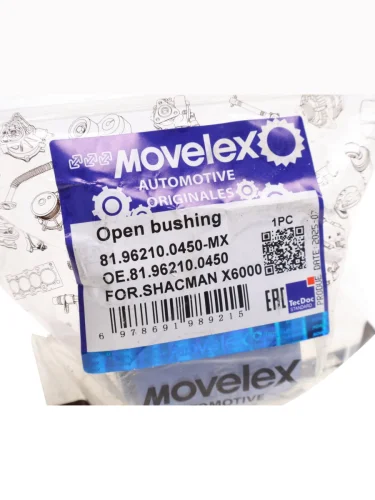 Movelex
AUTOMOTIVE
ORIGINALES
Open bushing
1PC
81.96210.0450-MX
OE.81.96210.0450
FOR.SHACMAN X6000
EAC
TecDoc
STANDARD
6 978691 989215
Movelex
AUTOMOTIVE